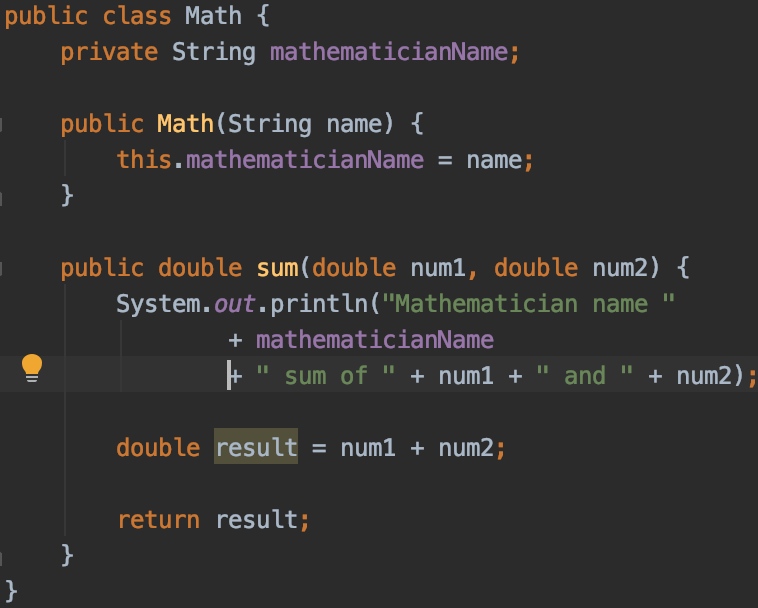 public class Math {
    private String mathematicianName;

    public Math(String name) {
        this.mathematicianName = name;
    }

    public double sum(double num1, double num2) {
        System.out.println("Mathematician name "
                + mathematicianName
                + " sum of " + num1 + " and " + num2);

        double result = num1 + num2;

        return result;
    }
}